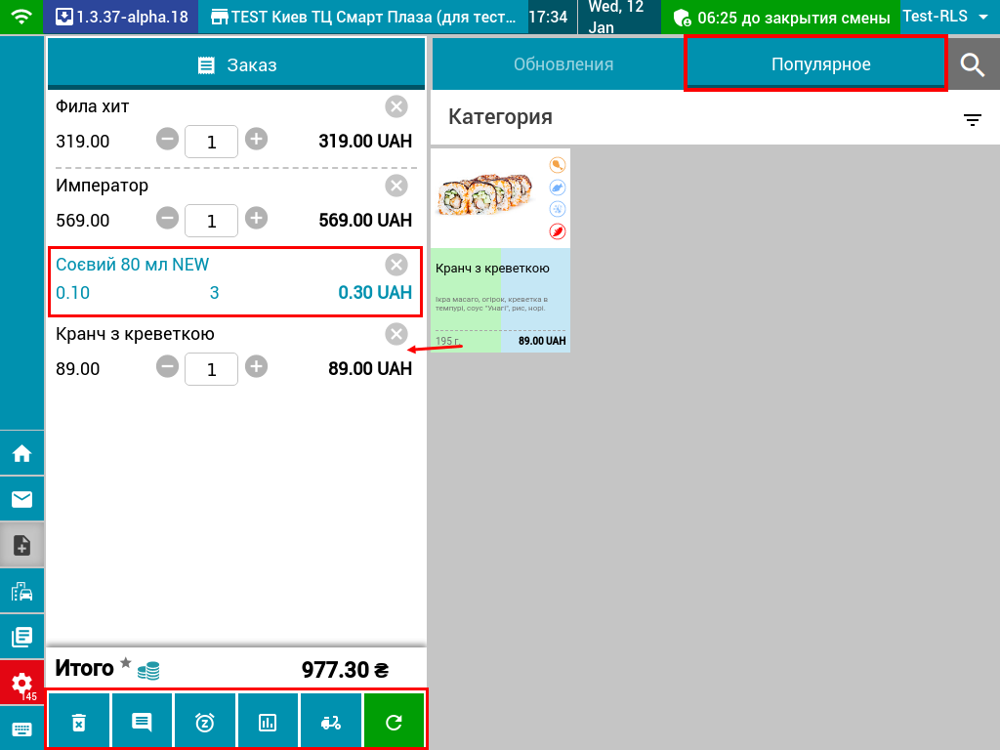 1.3.37-alpha.18
TEST Киев ТЦ Смарт Плаза (для тест...
17:34
Wed, 12
Jan
06:25 до закрытия смены
Test-RLS
Заказ
Обновления
Популярное
Фила хит
319.00 1 319.00 UAH
Император
569.00 1 569.00 UAH
Соєвий 80 мл NEW
0.10 3 0.30 UAH
Кранч з креветкою
89.00 1 89.00 UAH
Категория
Кранч з креветкою
Ікра масаго, огірок, креветка в
темпурі, соус "Унагі", рис, норі.
195 г.
89.00 UAH
145
Итого 977.30 ₴